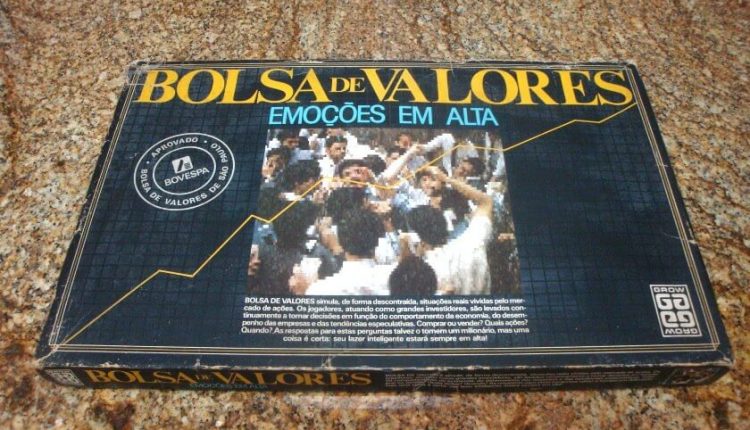 BOLSA DE VALORES
EMOÇÕES EM ALTA
APROVADO
BOVESPA
BOLSA DE VALORES DE SÃO PAULO
BOLSA DE VALORES simula, de forma descontraída, situações reais vividas pelo mer-
cado de ações. Os jogadores, atuando como grandes investidores, são levados con-
tinuamente a tomar decisões em função do comportamento da economia, do desem-
penho das empresas e das tendências especulativas. Comprar ou vender? Quais ações?
Quando? As respostas para estas perguntas talvez o tornem um milionário, mas uma
coisa é certa: seu lazer inteligente estará sempre em alta!
GROW
GROW
BOLSA DE VALORES
EMOÇÕES EM ALTA